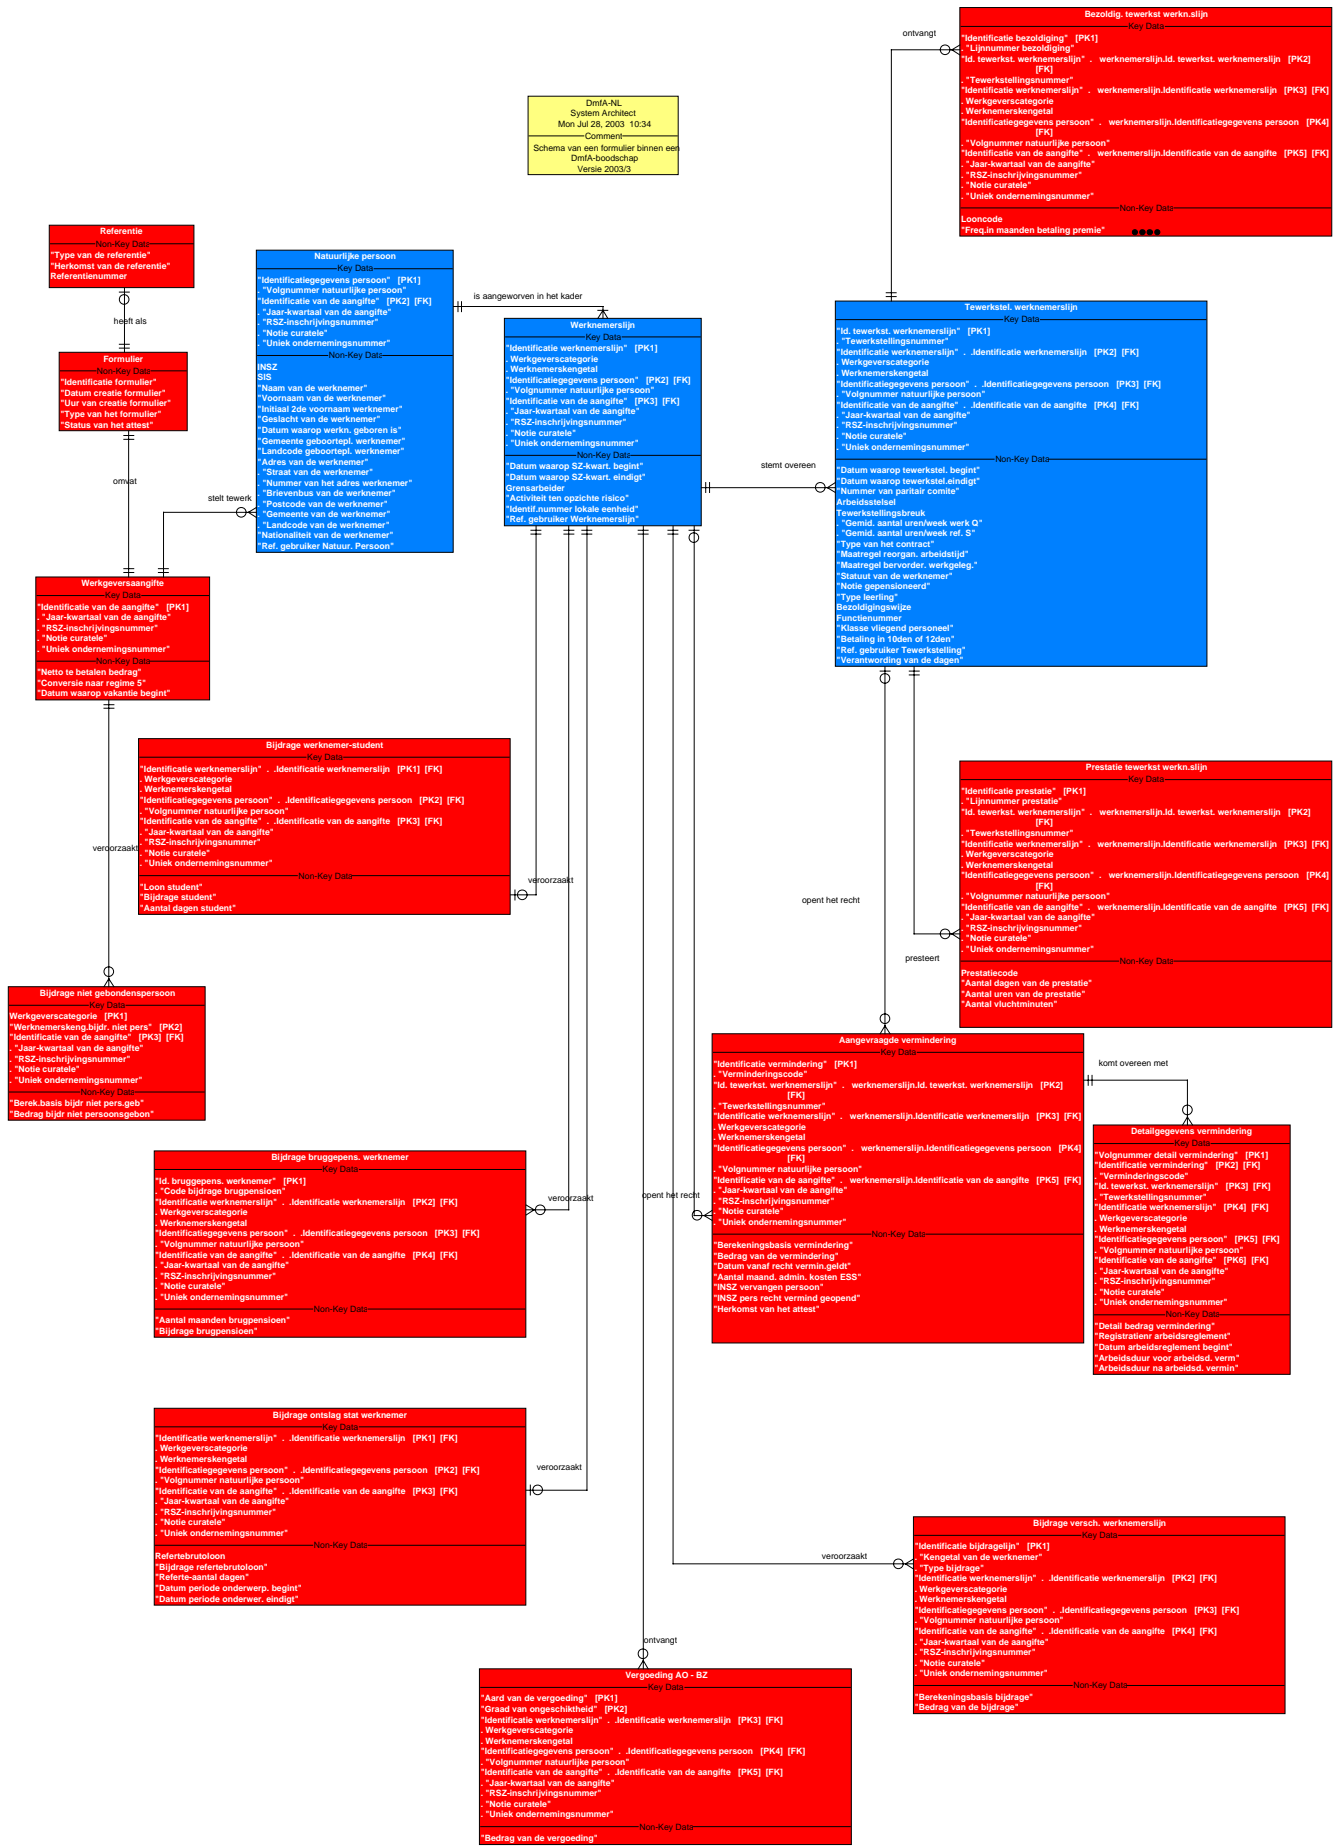 Bezoldig. tewerkst werkn.slijn
Key Data
"Identificatie bezoldiging" [PK1]
. "Lijnnummer bezoldiging"
"Id. tewerkst. werknemerslijn" . werknemerslijn.Id. tewerkst. werknemerslijn [PK2]
[FK]
. "Tewerkstellingsnummer"
"Identificatie werknemerslijn" . werknemerslijn.Identificatie werknemerslijn [PK3] [FK]
. Werkgeverscategorie
. Werknemerskengetal
"Identificatiegegevens persoon" . werknemerslijn.Identificatiegegevens persoon [PK4]
[FK]
. "Volgnummer natuurlijke persoon"
"Identificatie van de aangifte" . werknemerslijn.Identificatie van de aangifte [PK5] [FK]
. "Jaar-kwartaal van de aangifte"
. "RSZ-inschrijvingsnummer"
. "Notie curatele"
. "Uniek ondernemingsnummer"
Non-Key Data
Looncode
"Freq.in maanden betaling premie"
ontvangt
DmfA-NL
System Architect
Mon Jul 28, 2003 10:34
Comment
Schema van een formulier binnen een
DmfA-boodschap
Versie 2003/3
Referentie
Non-Key Data
"Type van de referentie"
"Herkomst van de referentie"
Referentienummer
heeft als
Formulier
Non-Key Data
"Identificatie formulier"
"Datum creatie formulier"
"Uur van creatie formulier"
"Type van het formulier"
"Status van het attest"
omvat
Natuurlijke persoon
Key Data
"Identificatiegegevens persoon" [PK1]
. "Volgnummer natuurlijke persoon"
"Identificatie van de aangifte" [PK2] [FK]
. "Jaar-kwartaal van de aangifte"
. "RSZ-inschrijvingsnummer"
. "Notie curatele"
. "Uniek ondernemingsnummer"
Non-Key Data
INSZ
SIS
"Naam van de werknemer"
"Voornaam van de werknemer"
"Initiaal 2de voornaam werknemer"
"Geslacht van de werknemer"
"Datum waarop werkn. geboren is"
"Gemeente geboortepl. werknemer"
"Landcode geboortepl. werknemer"
"Adres van de werknemer"
. "Straat van de werknemer"
. "Nummer van het adres werknemer"
. "Brievenbus van de werknemer"
. "Postcode van de werknemer"
. "Gemeente van de werknemer"
. "Landcode van de werknemer"
"Nationaliteit van de werknemer"
"Ref. gebruiker Natuur. Persoon"
stelt tewerk
is aangeworven in het kader
Werknemerslijn
Key Data
"Identificatie werknemerslijn" [PK1]
. Werkgeverscategorie
. Werknemerskengetal
"Identificatiegegevens persoon" [PK2] [FK]
. "Volgnummer natuurlijke persoon"
"Identificatie van de aangifte" [PK3] [FK]
. "Jaar-kwartaal van de aangifte"
. "RSZ-inschrijvingsnummer"
. "Notie curatele"
. "Uniek ondernemingsnummer"
Non-Key Data
"Datum waarop SZ-kwart. begint"
"Datum waarop SZ-kwart. eindigt"
Grensarbeider
"Activiteit ten opzichte risico"
"Identif.nummer lokale eenheid"
"Ref. gebruiker Werknemerslijn"
stemt overeen
Tewerkstel. werknemerslijn
Key Data
"Id. tewerkst. werknemerslijn" [PK1]
. "Tewerkstellingsnummer"
"Identificatie werknemerslijn" . .Identificatie werknemerslijn [PK2] [FK]
. Werkgeverscategorie
. Werknemerskengetal
"Identificatiegegevens persoon" . .Identificatiegegevens persoon [PK3] [FK]
. "Volgnummer natuurlijke persoon"
"Identificatie van de aangifte" . .Identificatie van de aangifte [PK4] [FK]
. "Jaar-kwartaal van de aangifte"
. "RSZ-inschrijvingsnummer"
. "Notie curatele"
. "Uniek ondernemingsnummer"
Non-Key Data
"Datum waarop tewerkstel. begint"
"Datum waarop tewerkstel.eindigt"
"Nummer van paritair comite"
Arbeidsstelsel
Tewerkstellingsbreuk
. "Gemid. aantal uren/week werk Q"
. "Gemid. aantal uren/week ref. S"
"Type van het contract"
"Maatregel reorgan. arbeidstijd"
"Maatregel bervorder. werkgeleg."
"Statuut van de werknemer"
"Notie gepensioneerd"
"Type leerling"
Bezoldigingswijze
Functienummer
"Klasse vliegend personeel"
"Betaling in 10den of 12den"
"Ref. gebruiker Tewerkstelling"
"Verantwording van de dagen"
Werkgeversaangifte
Key Data
"Identificatie van de aangifte" [PK1]
. "Jaar-kwartaal van de aangifte"
. "RSZ-inschrijvingsnummer"
. "Notie curatele"
. "Uniek ondernemingsnummer"
Non-Key Data
"Netto te betalen bedrag"
"Conversie naar regime 5"
"Datum waarop vakantie begint"
veroorzaakt
Bijdrage werknemer-student
Key Data
"Identificatie werknemerslijn" . .Identificatie werknemerslijn [PK1] [FK]
. Werkgeverscategorie
. Werknemerskengetal
"Identificatiegegevens persoon" . .Identificatiegegevens persoon [PK2] [FK]
. "Volgnummer natuurlijke persoon"
"Identificatie van de aangifte" . .Identificatie van de aangifte [PK3] [FK]
. "Jaar-kwartaal van de aangifte"
. "RSZ-inschrijvingsnummer"
. "Notie curatele"
. "Uniek ondernemingsnummer"
Non-Key Data
"Loon student"
"Bijdrage student"
"Aantal dagen student"
veroorzaakt
opent het recht
presteert
Prestatie tewerkst werkn.slijn
Key Data
"Identificatie prestatie" [PK1]
. "Lijnnummer prestatie"
"Id. tewerkst. werknemerslijn" . werknemerslijn.Id. tewerkst. werknemerslijn [PK2]
[FK]
. "Tewerkstellingsnummer"
"Identificatie werknemerslijn" . werknemerslijn.Identificatie werknemerslijn [PK3] [FK]
. Werkgeverscategorie
. Werknemerskengetal
"Identificatiegegevens persoon" . werknemerslijn.Identificatiegegevens persoon [PK4]
[FK]
. "Volgnummer natuurlijke persoon"
"Identificatie van de aangifte" . werknemerslijn.Identificatie van de aangifte [PK5] [FK]
. "Jaar-kwartaal van de aangifte"
. "RSZ-inschrijvingsnummer"
. "Notie curatele"
. "Uniek ondernemingsnummer"
Non-Key Data
Prestatiecode
"Aantal dagen van de prestatie"
"Aantal uren van de prestatie"
"Aantal vluchtminuten"
Bijdrage niet gebondenspersoon
Key Data
Werkgeverscategorie [PK1]
"Werknemerskeng.bijdr. niet pers" [PK2]
"Identificatie van de aangifte" [PK3] [FK]
. "Jaar-kwartaal van de aangifte"
. "RSZ-inschrijvingsnummer"
. "Notie curatele"
. "Uniek ondernemingsnummer"
Non-Key Data
"Berek.basis bijdr niet pers.geb"
"Bedrag bijdr niet persoonsgebon"
Aangevraagde vermindering
Key Data
"Identificatie vermindering" [PK1]
. "Verminderingscode"
"Id. tewerkst. werknemerslijn" . werknemerslijn.Id. tewerkst. werknemerslijn [PK2]
[FK]
. "Tewerkstellingsnummer"
"Identificatie werknemerslijn" . werknemerslijn.Identificatie werknemerslijn [PK3] [FK]
. Werkgeverscategorie
. Werknemerskengetal
"Identificatiegegevens persoon" . werknemerslijn.Identificatiegegevens persoon [PK4]
[FK]
. "Volgnummer natuurlijke persoon"
"Identificatie van de aangifte" . werknemerslijn.Identificatie van de aangifte [PK5] [FK]
. "Jaar-kwartaal van de aangifte"
. "RSZ-inschrijvingsnummer"
. "Notie curatele"
. "Uniek ondernemingsnummer"
Non-Key Data
"Berekeningsbasis vermindering"
"Bedrag van de vermindering"
"Datum vanaf recht vermin.geldt"
"Aantal maand. admin. kosten ESS"
"INSZ vervangen persoon"
"INSZ pers recht vermind geopend"
"Herkomst van het attest"
opent het recht
komt overeen met
Detailgegevens vermindering
Key Data
"Volgnummer detail vermindering" [PK1]
"Identificatie vermindering" [PK2] [FK]
. "Verminderingscode"
"Id. tewerkst. werknemerslijn" [PK3] [FK]
. "Tewerkstellingsnummer"
"Identificatie werknemerslijn" [PK4] [FK]
. Werkgeverscategorie
. Werknemerskengetal
"Identificatiegegevens persoon" [PK5] [FK]
. "Volgnummer natuurlijke persoon"
"Identificatie van de aangifte" [PK6] [FK]
. "Jaar-kwartaal van de aangifte"
. "RSZ-inschrijvingsnummer"
. "Notie curatele"
. "Uniek ondernemingsnummer"
Non-Key Data
"Detail bedrag vermindering"
"Registratienr arbeidsreglement"
"Datum arbeidsreglement begint"
"Arbeidsduur voor arbeidsd. verm"
"Arbeidsduur na arbeidsd. vermin"
Bijdrage bruggepens. werknemer
Key Data
"Id. bruggepens. werknemer" [PK1]
. "Code bijdrage brugpensioen"
"Identificatie werknemerslijn" . .Identificatie werknemerslijn [PK2] [FK]
. Werkgeverscategorie
. Werknemerskengetal
"Identificatiegegevens persoon" . .Identificatiegegevens persoon [PK3] [FK]
. "Volgnummer natuurlijke persoon"
"Identificatie van de aangifte" . .Identificatie van de aangifte [PK4] [FK]
. "Jaar-kwartaal van de aangifte"
. "RSZ-inschrijvingsnummer"
. "Notie curatele"
. "Uniek ondernemingsnummer"
Non-Key Data
"Aantal maanden brugpensioen"
"Bijdrage brugpensioen"
veroorzaakt
Bijdrage ontslag stat werknemer
Key Data
"Identificatie werknemerslijn" . .Identificatie werknemerslijn [PK1] [FK]
. Werkgeverscategorie
. Werknemerskengetal
"Identificatiegegevens persoon" . .Identificatiegegevens persoon [PK2] [FK]
. "Volgnummer natuurlijke persoon"
"Identificatie van de aangifte" . .Identificatie van de aangifte [PK3] [FK]
. "Jaar-kwartaal van de aangifte"
. "RSZ-inschrijvingsnummer"
. "Notie curatele"
. "Uniek ondernemingsnummer"
Non-Key Data
Refertebrutoloon
"Bijdrage refertebrutoloon"
"Referte-aantal dagen"
"Datum periode onderwerp. begint"
"Datum periode onderwer. eindigt"
veroorzaakt
veroorzaakt
Bijdrage versch. werknemerslijn
Key Data
"Identificatie bijdragelijn" [PK1]
. "Kengetal van de werknemer"
. "Type bijdrage"
"Identificatie werknemerslijn" . .Identificatie werknemerslijn [PK2] [FK]
. Werkgeverscategorie
. Werknemerskengetal
"Identificatiegegevens persoon" . .Identificatiegegevens persoon [PK3] [FK]
. "Volgnummer natuurlijke persoon"
"Identificatie van de aangifte" . .Identificatie van de aangifte [PK4] [FK]
. "Jaar-kwartaal van de aangifte"
. "RSZ-inschrijvingsnummer"
. "Notie curatele"
. "Uniek ondernemingsnummer"
Non-Key Data
"Berekeningsbasis bijdrage"
"Bedrag van de bijdrage"
ontvangt
Vergoeding AO - BZ
Key Data
"Aard van de vergoeding" [PK1]
"Graad van ongeschiktheid" [PK2]
"Identificatie werknemerslijn" . .Identificatie werknemerslijn [PK3] [FK]
. Werkgeverscategorie
. Werknemerskengetal
"Identificatiegegevens persoon" . .Identificatiegegevens persoon [PK4] [FK]
. "Volgnummer natuurlijke persoon"
"Identificatie van de aangifte" . .Identificatie van de aangifte [PK5] [FK]
. "Jaar-kwartaal van de aangifte"
. "RSZ-inschrijvingsnummer"
. "Notie curatele"
. "Uniek ondernemingsnummer"
Non-Key Data
"Bedrag van de vergoeding"